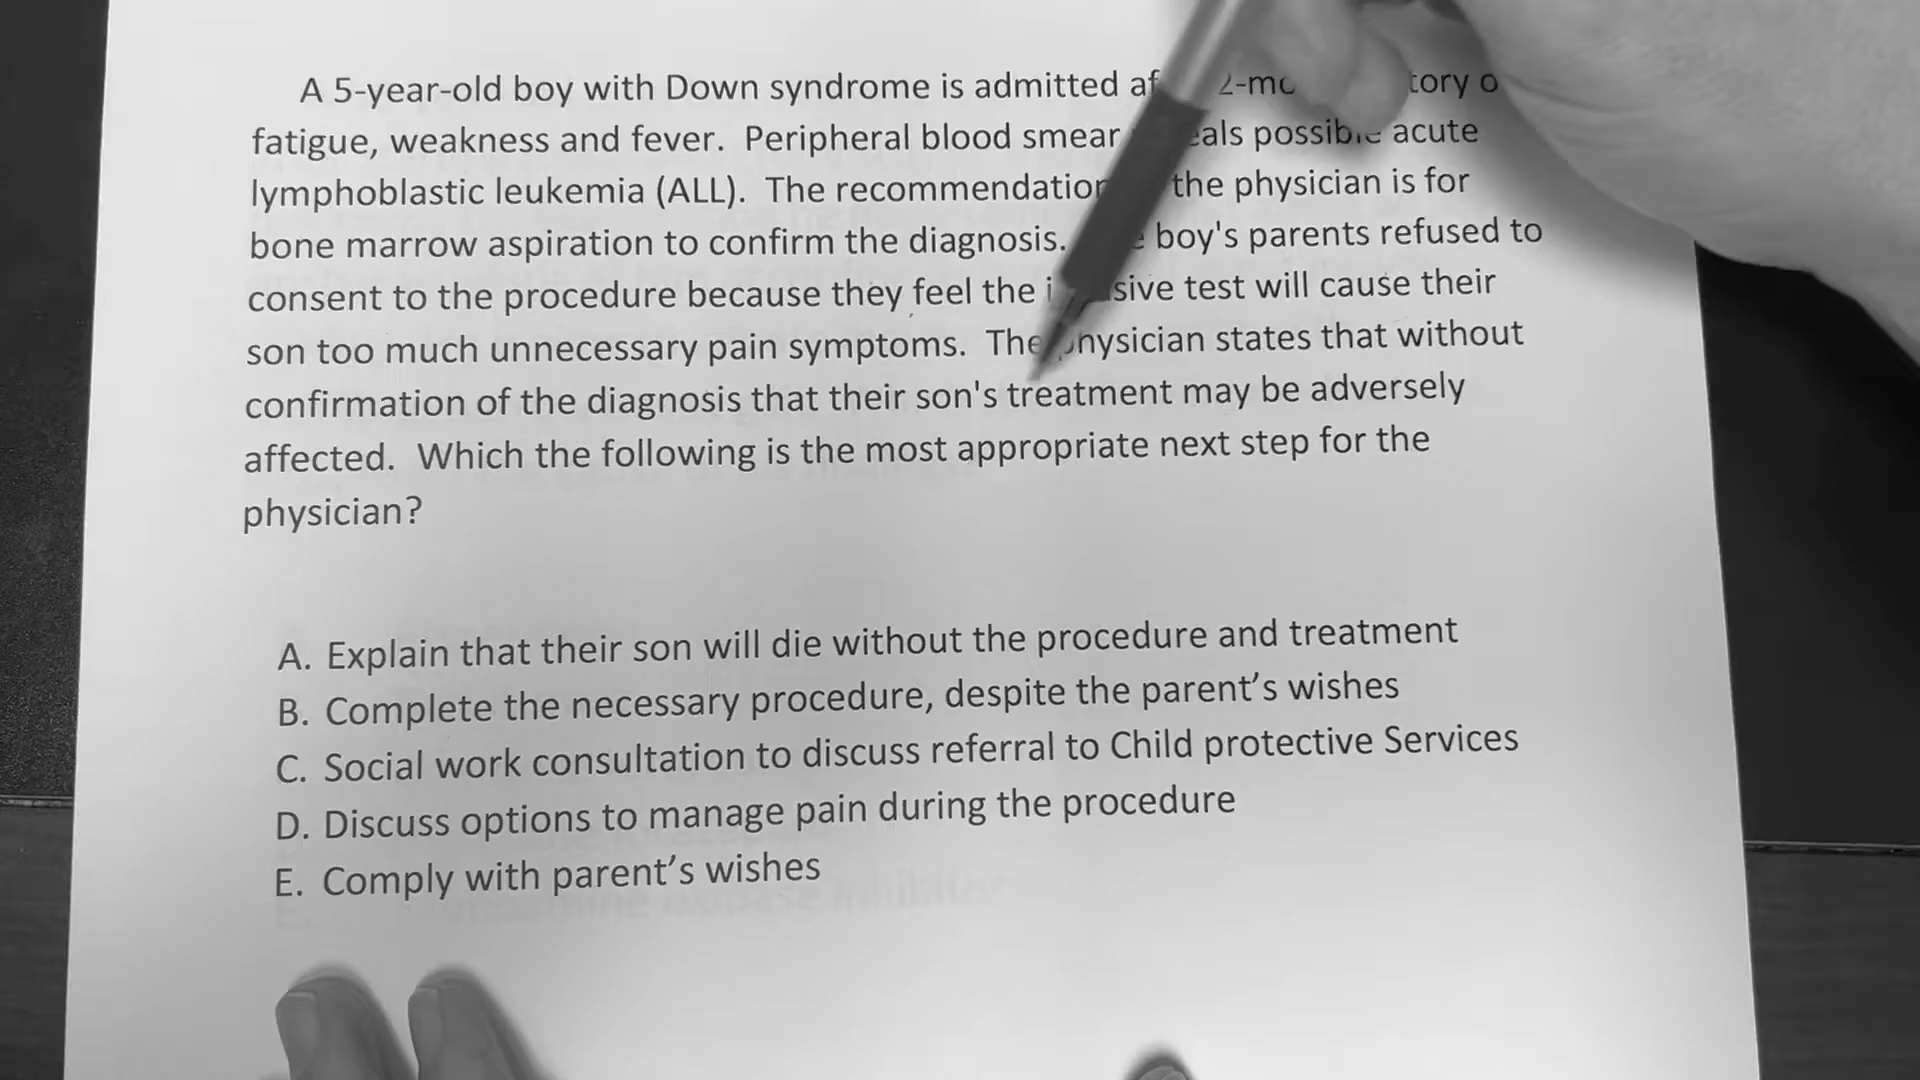 A 5-year-old boy with Down syndrome is admitted
fatigue, weakness and fever. Peripheral blood smear possible acute
lymphoblastic leukemia (ALL). The recommendation the physician is for
bone marrow aspiration to confirm the diagnosis. boy's parents refused to
consent to the procedure because they feel the test will cause their
son too much unnecessary pain symptoms. The physician states that without
confirmation of the diagnosis that their son's treatment may be adversely
affected. Which the following is the most appropriate next step for the
physician?
A. Explain that their son will die without the procedure and treatment
B. Complete the necessary procedure, despite the parent's wishes
C. Social work consultation to discuss referral to Child protective Services
D. Discuss options to manage pain during the procedure
E. Comply with parent's wishes